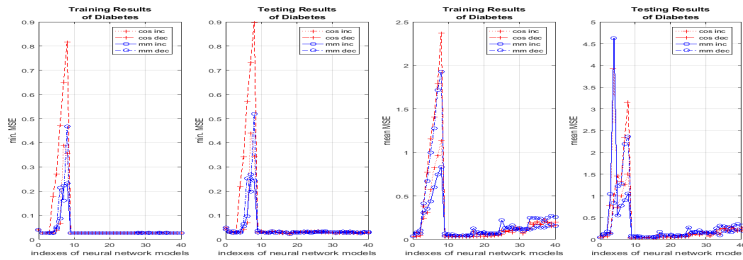 Training Results
of Diabetes
0.9
0.8
0.7
0.6
0.5
0.4
0.3
0.2
0.1
0
min. MSE
cos inc
cos dec
mm inc
mm dec
0 10 20 30 40
indexes of neural network models
Testing Results
of Diabetes
0.9
0.8
0.7
0.6
0.5
0.4
0.3
0.2
0.1
0
min. MSE
cos inc
cos dec
mm inc
mm dec
0 10 20 30 40
indexes of neural network models
Training Results
of Diabetes
2.5
2
1.5
1
0.5
0
mean MSE
cos inc
cos dec
mm inc
mm dec
0 10 20 30 40
indexes of neural network models
Testing Results
of Diabetes
5
4.5
4
3.5
3
2.5
2
1.5
1
0.5
0
mean MSE
cos inc
cos dec
mm inc
mm dec
0 10 20 30 40
indexes of neural network models